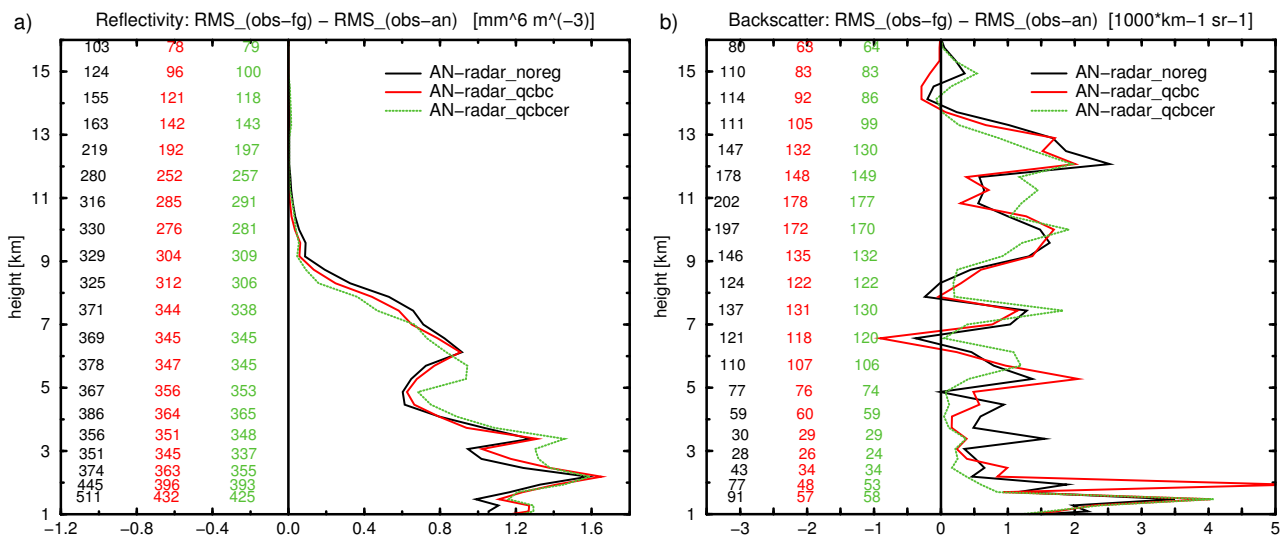 a) Reflectivity: RMS_(obs-fg) - RMS_(obs-an) [mm^6 m^(-3)]
103 78 79
15 124 96 100 AN-radar_noreg
155 121 118 AN-radar_qcbc
163 142 143 AN-radar_qcbcer
13
219 192 197
280 252 257
11
316 285 291
330 276 281
9 329 304 309
325 312 306
371 344 338
7
369 345 345
378 347 345
5 367 356 353
386 364 365
356 351 348
3 351 345 337
374 363 355
445 396 393
511 432 425
1
-1.2 -0.8 -0.4 0.0 0.4 0.8 1.2 1.6
height [km]
b) Backscatter: RMS_(obs-fg) - RMS_(obs-an) [1000*km-1 sr-1]
80 63 64
15 110 83 83 AN-radar_noreg
114 92 86 AN-radar_qcbc
111 105 99 AN-radar_qcbcer
13
147 132 130
178 148 149
11
202 178 177
197 172 170
9 146 135 132
124 122 122
137 131 130
7
121 118 120
110 107 106
5 77 76 74
59 60 59
30 29 29
3 28 26 24
43 34 34
77 48 53
91 57 58
1
-3 -2 -1 0 1 2 3 4 5
height [km]